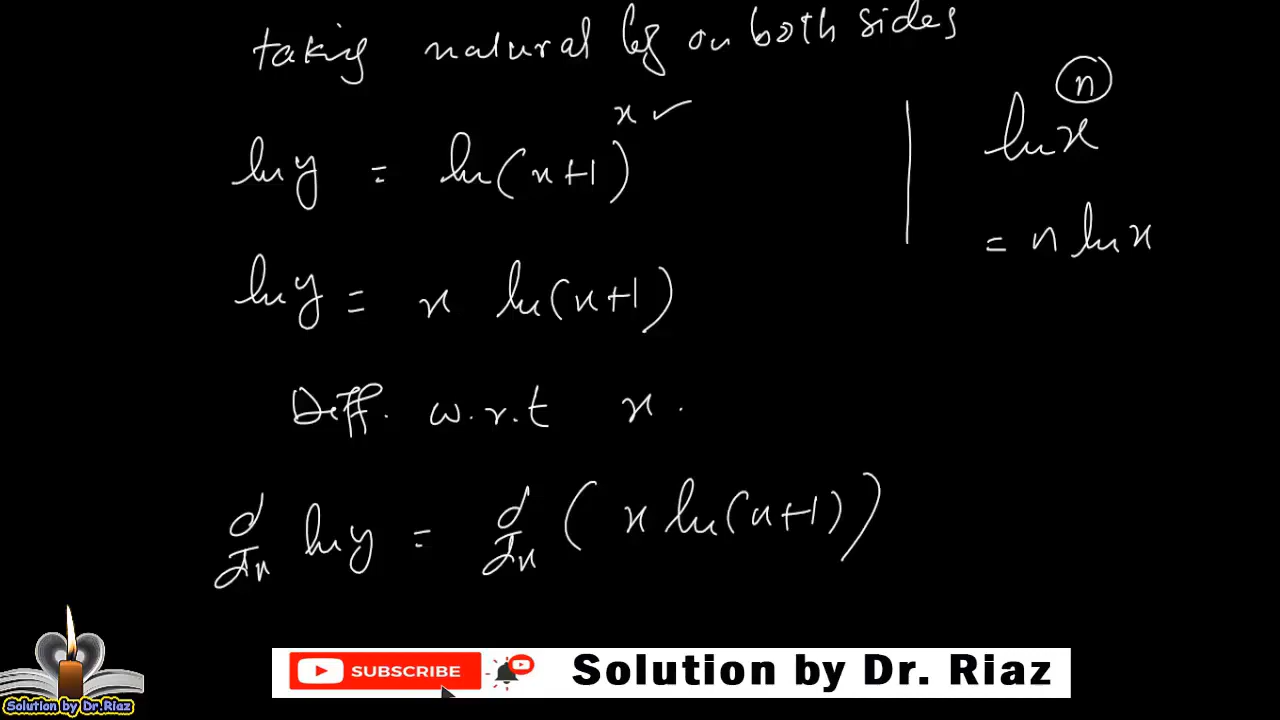 taking natural log on both sides
ln y = ln(x+1)^x ✓
ln y = x ln(x+1)
ln x^n
= n ln x
Diff. w.r.t x.
d/dx ln y = d/dx ( x ln(x+1) )
SUBSCRIBE
Solution by Dr. Riaz
Solution by Dr.Riaz